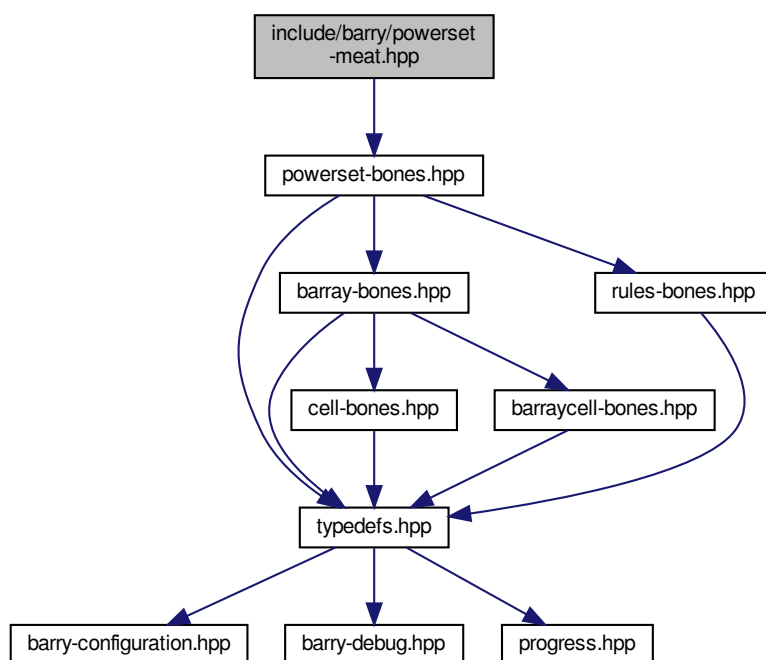 include/barry/powerset
-meat.hpp
powerset-bones.hpp
barray-bones.hpp
rules-bones.hpp
cell-bones.hpp
barraycell-bones.hpp
typedefs.hpp
barry-configuration.hpp
barry-debug.hpp
progress.hpp